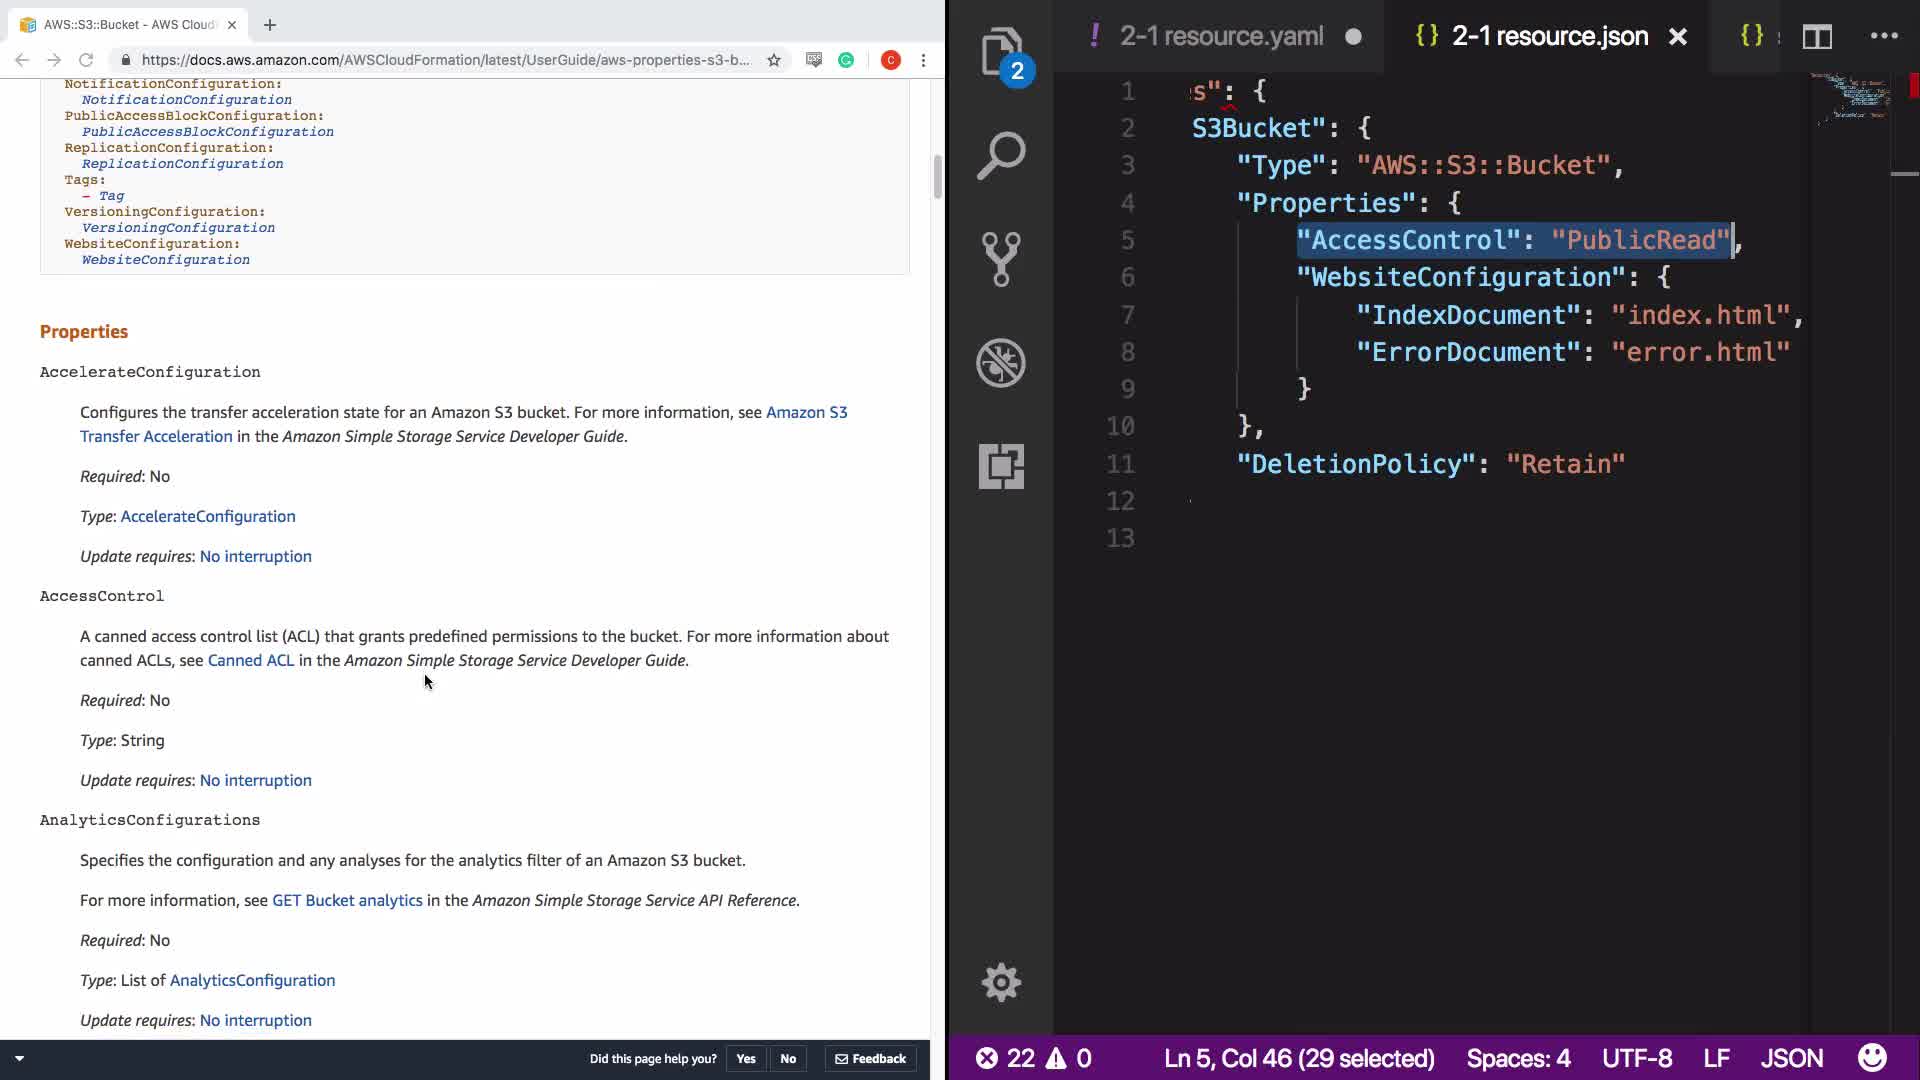 AWS::S3::Bucket - AWS Cloud
https://docs.aws.amazon.com/AWSCloudFormation/latest/UserGuide/aws-properties-s3-b...
C
NotificationConfiguration:
NotificationConfiguration
PublicAccessBlockConfiguration:
PublicAccessBlockConfiguration
ReplicationConfiguration:
ReplicationConfiguration
Tags:
- Tag
VersioningConfiguration:
VersioningConfiguration
WebsiteConfiguration:
WebsiteConfiguration
Properties
AccelerateConfiguration
Configures the transfer acceleration state for an Amazon S3 bucket. For more information, see Amazon S3
Transfer Acceleration in the Amazon Simple Storage Service Developer Guide.
Required: No
Type: AccelerateConfiguration
Update requires: No interruption
AccessControl
A canned access control list (ACL) that grants predefined permissions to the bucket. For more information about
canned ACLs, see Canned ACL in the Amazon Simple Storage Service Developer Guide.
Required: No
Type: String
Update requires: No interruption
AnalyticsConfigurations
Specifies the configuration and any analyses for the analytics filter of an Amazon S3 bucket.
For more information, see GET Bucket analytics in the Amazon Simple Storage Service API Reference.
Required: No
Type: List of AnalyticsConfiguration
Update requires: No interruption
Did this page help you? Yes No Feedback
2
! 2-1 resource.yaml {} 2-1 resource.json {}
1 s": {
2 S3Bucket": {
3 "Type": "AWS::S3::Bucket",
4 "Properties": {
5 "AccessControl": "PublicRead",
6 "WebsiteConfiguration": {
7 "IndexDocument": "index.html",
8 "ErrorDocument": "error.html"
9 }
10 },
11 "DeletionPolicy": "Retain"
12
13
22 0 Ln 5, Col 46 (29 selected) Spaces: 4 UTF-8 LF JSON